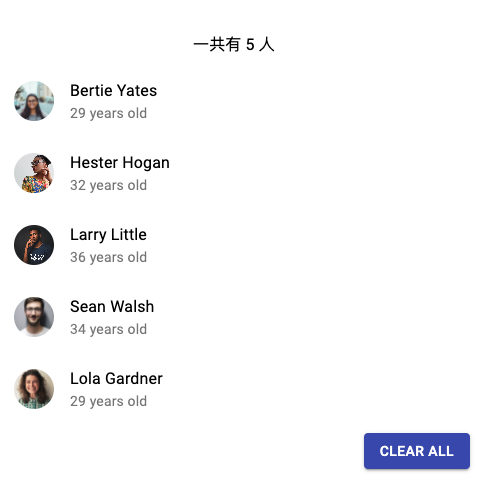 一共有 5 人
Bertie Yates
29 years old
Hester Hogan
32 years old
Larry Little
36 years old
Sean Walsh
34 years old
Lola Gardner
29 years old
CLEAR ALL